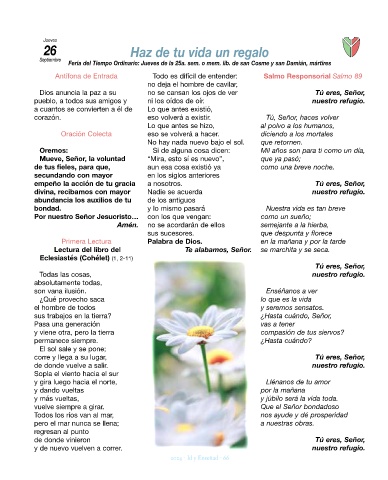 Jueves
26
Septiembre
Haz de tu vida un regalo
Feria del Tiempo Ordinario: Jueves de la 25a. sem. o mem. lib. de san Cosme y san Damián, mártires
Antífona de Entrada
Dios anuncia la paz a su
pueblo, a todos sus amigos y
a cuantos se convierten a él de
corazón.
Oración Colecta
Oremos:
Mueve, Señor, la voluntad
de tus fieles, para que,
secundando con mayor
empeño la acción de tu gracia
divina, recibamos con mayor
abundancia los auxilios de tu
bondad.
Por nuestro Señor Jesucristo...
Amén.
Primera Lectura
Lectura del libro del
Eclesiastés (Cohélet) (1, 2-11)
Todas las cosas,
absolutamente todas,
son vana ilusión.
¿Qué provecho saca
el hombre de todos
sus trabajos en la tierra?
Pasa una generación
y viene otra, pero la tierra
permanece siempre.
El sol sale y se pone;
corre y llega a su lugar,
de donde vuelve a salir.
Sopla el viento hacia el sur
y gira luego hacia el norte,
y dando vueltas
y más vueltas,
vuelve siempre a girar.
Todos los ríos van al mar,
pero el mar nunca se llena;
regresan al punto
de donde vinieron
y de nuevo vuelven a correr.
Todo es difícil de entender:
no deja el hombre de cavilar,
no se cansan los ojos de ver
ni los oídos de oír.
Lo que antes existió,
eso volverá a existir.
Lo que antes se hizo,
eso se volverá a hacer.
No hay nada nuevo bajo el sol.
Si de alguna cosa dicen:
"Mira, esto sí es nuevo",
aun esa cosa existió ya
en los siglos anteriores
a nosotros.
Nadie se acuerda
de los antiguos
y lo mismo pasará
con los que vengan:
no se acordarán de ellos
sus sucesores.
Palabra de Dios.
Te alabamos, Señor.
Salmo Responsorial Salmo 89
Tú eres, Señor,
nuestro refugio.
Tú, Señor, haces volver
al polvo a los humanos,
diciendo a los mortales
que retornen.
Mil años son para ti como un día,
que ya pasó;
como una breve noche.
Tú eres, Señor,
nuestro refugio.
Nuestra vida es tan breve
como un sueño;
semejante a la hierba,
que despunta y florece
en la mañana y por la tarde
se marchita y se seca.
Tú eres, Señor,
nuestro refugio.
Enséñanos a ver
lo que es la vida
y seremos sensatos.
¿Hasta cuándo, Señor,
vas a tener
compasión de tus siervos?
¿Hasta cuándo?
Tú eres, Señor,
nuestro refugio.
Llénanos de tu amor
por la mañana
y júbilo será la vida toda.
Que el Señor bondadoso
nos ayude y dé prosperidad
a nuestras obras.
Tú eres, Señor,
nuestro refugio.